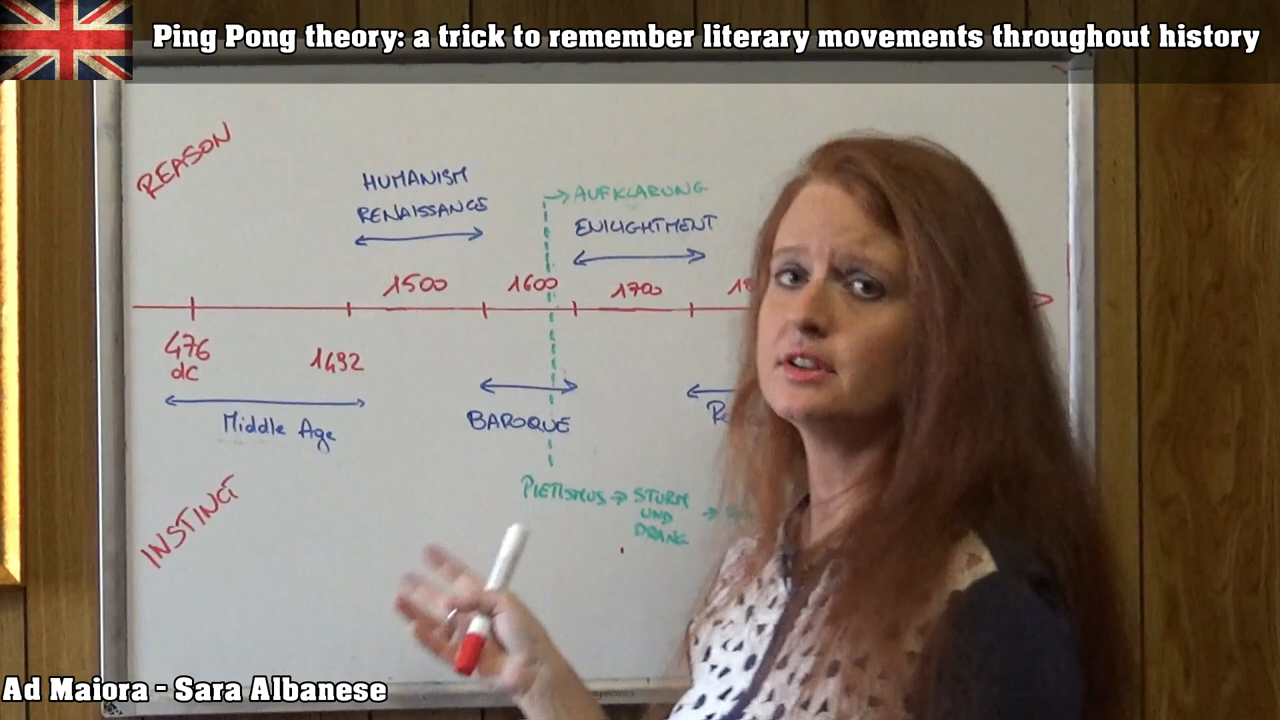 Ping Pong theory: a trick to remember literary movements throughout history
REASON
HUMANISM
RENAISSANCE
AUFKLARUNG
ENILIGHTMENT
1500
1600
1700
476
dC
1492
Middle Age
BAROQUE
INSTINCT
PIETISMUS → STURM
UND
DRANG
Ad Maiora - Sara Albanese